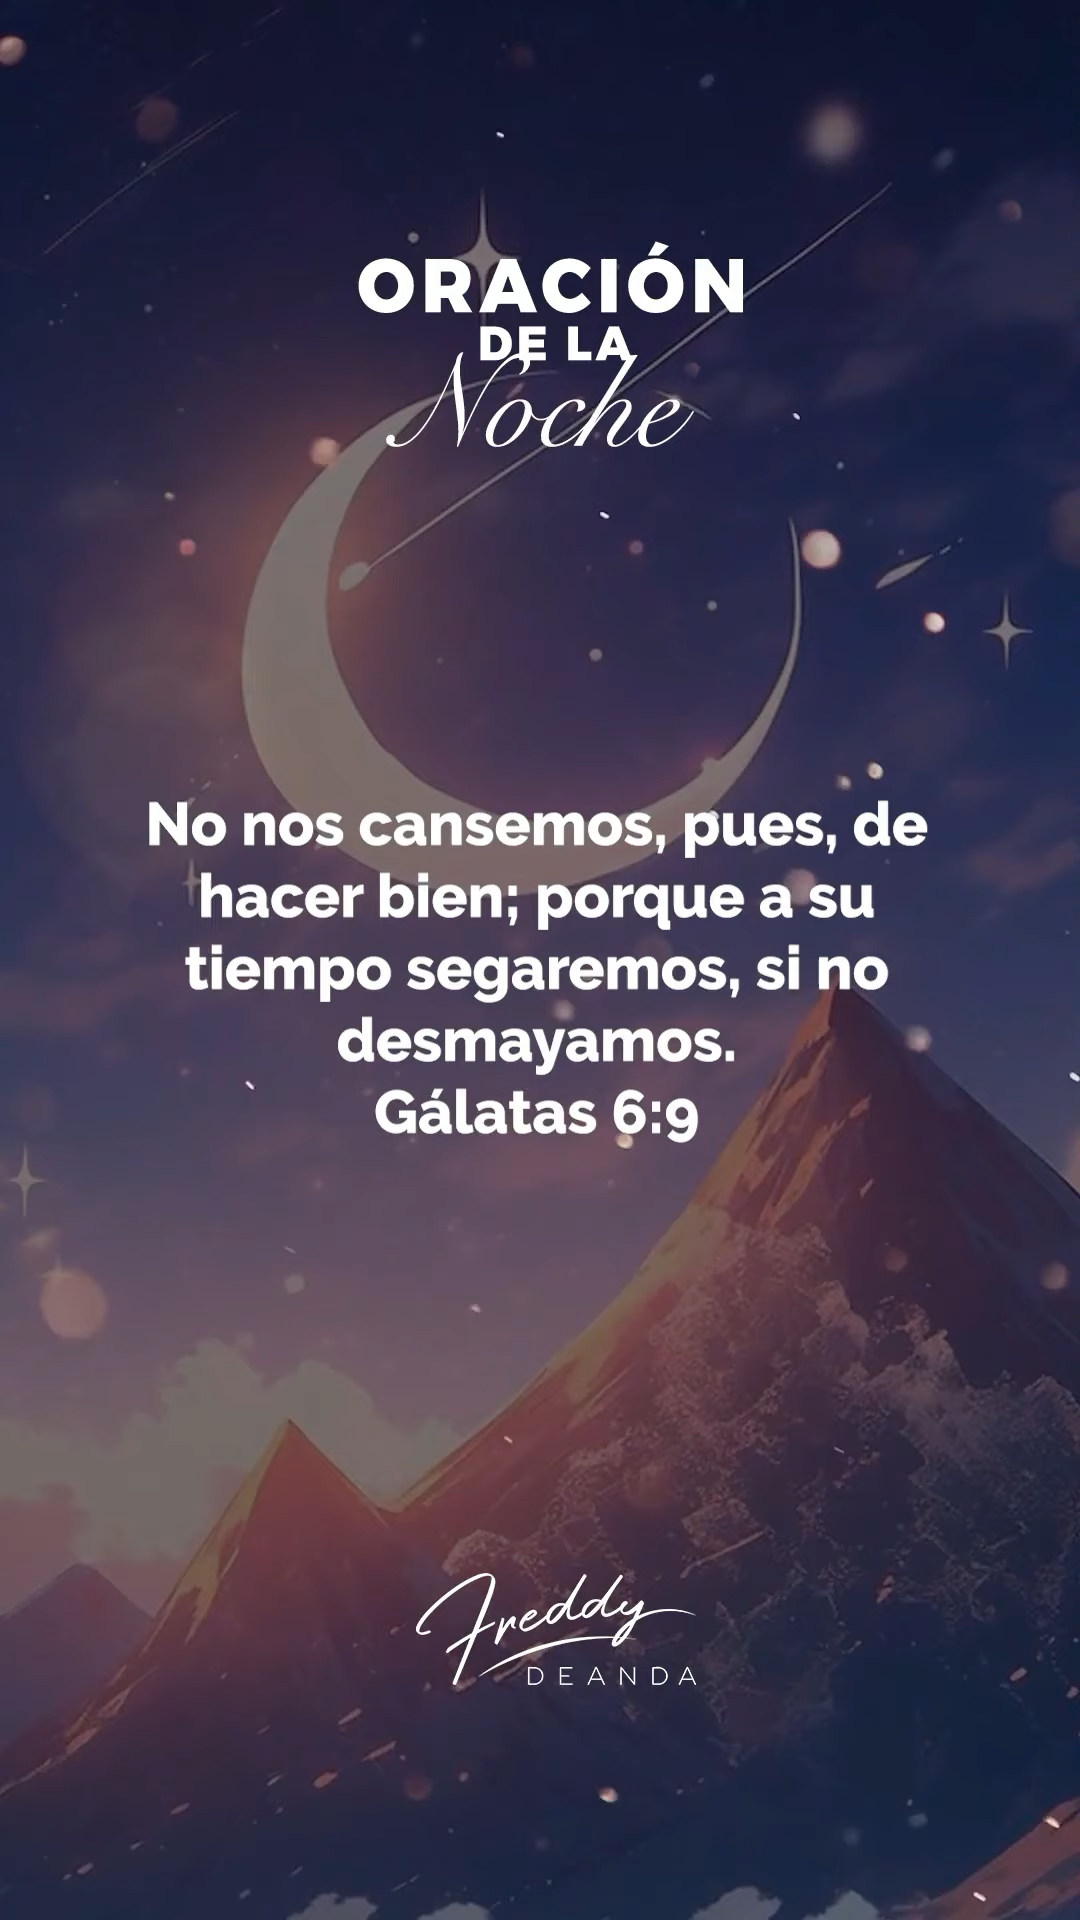 ORACIÓN
DE LA
Noche
No nos cansemos, pues, de
hacer bien; porque a su
tiempo segaremos, si no
desmayamos.
Gálatas 6:9
Freddy
DEANDA